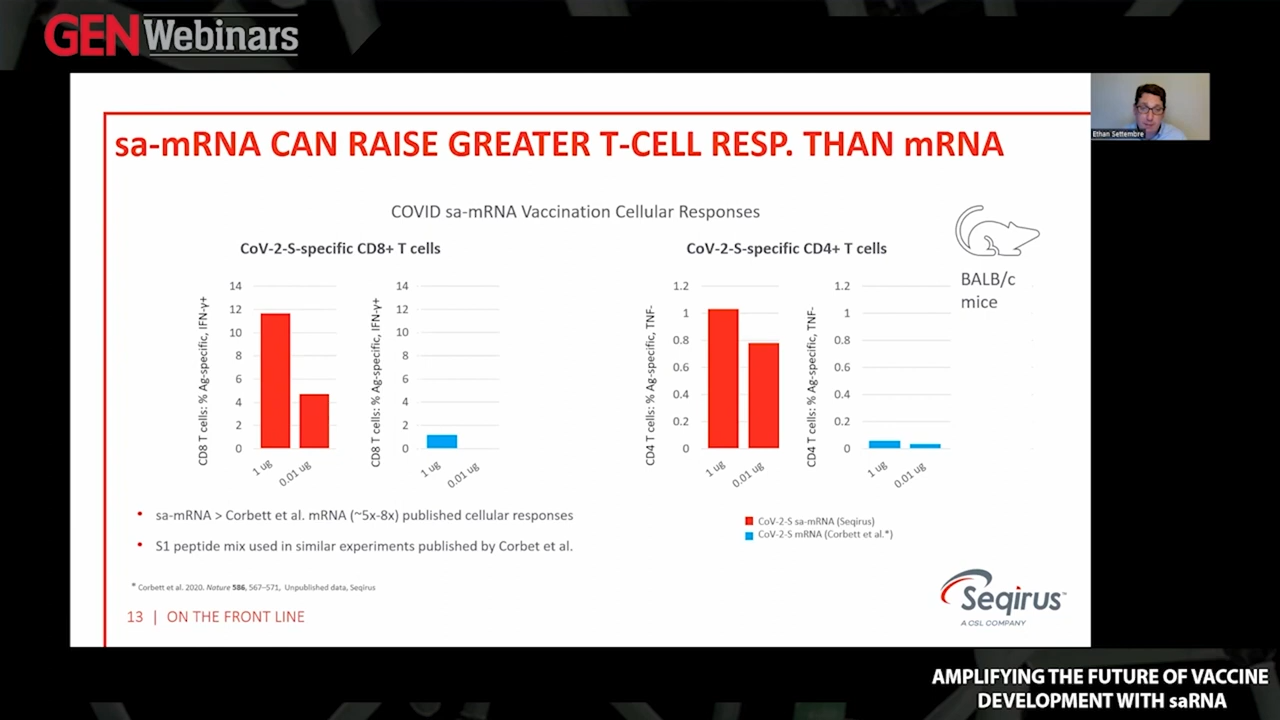 GEN Webinars
Ethan Settembre
sa-mRNA CAN RAISE GREATER T-CELL RESP. THAN mRNA
COVID sa-mRNA Vaccination Cellular Responses
CoV-2-S-specific CD8+ T cells
CoV-2-S-specific CD4+ T cells
BALB/c
mice
CD8 T cells: % Ag-specific, IFN-γ+
14
12
10
8
6
4
2
0
1 ug
0.01 ug
CD8 T cells: % Ag-specific, IFN-γ+
14
12
10
8
6
4
2
0
1 ug
0.01 ug
CD4 T cells: % Ag-specific, TNF-
1.2
1
0.8
0.6
0.4
0.2
0
1 ug
0.01 ug
CD4 T cells: % Ag-specific, TNF-
1.2
1
0.8
0.6
0.4
0.2
0
1 ug
0.01 ug
• sa-mRNA > Corbett et al. mRNA (~5x-8x) published cellular responses
• S1 peptide mix used in similar experiments published by Corbet et al.
CoV-2-S sa-mRNA (Seqirus)
CoV-2-S mRNA (Corbett et al.*)
* Corbett et al. 2020. Nature 586, 567–571, Unpublished data, Seqirus
13 | ON THE FRONT LINE
Seqirus™
A CSL COMPANY
AMPLIFYING THE FUTURE OF VACCINE
DEVELOPMENT WITH saRNA